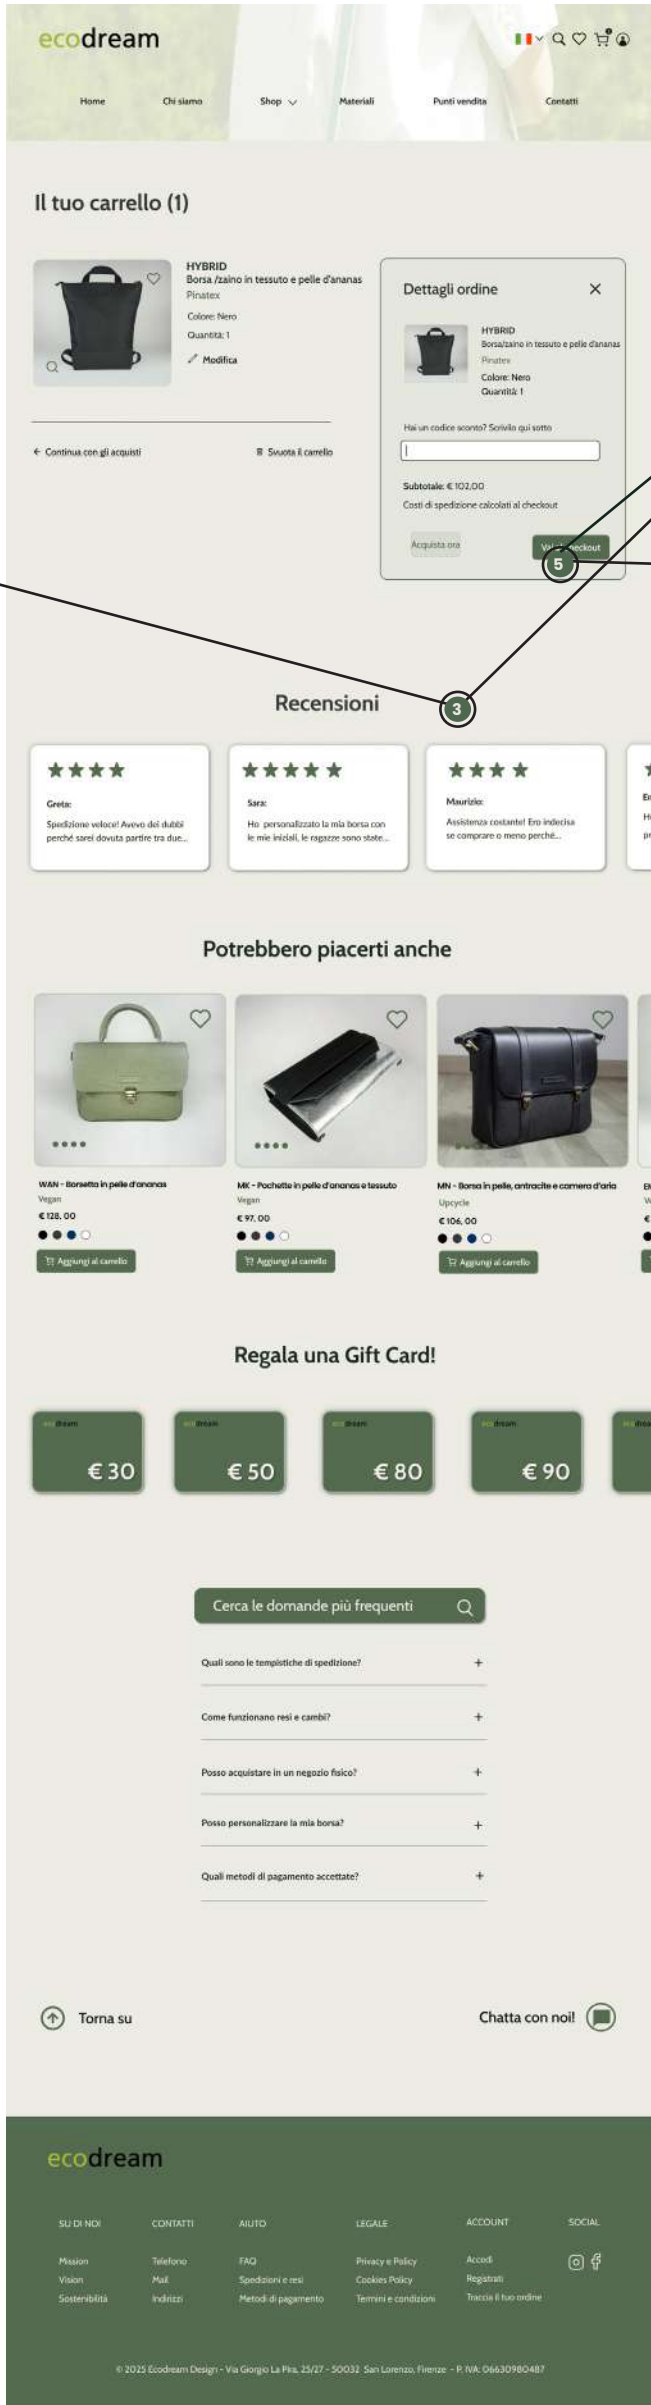 ecodream
Home Chi siamo Shop Materiali Punti vendita Contatti
Il tuo carrello (1)
HYBRID
Borsa /zaino in tessuto e pelle d'ananas
Pinatex
Colore: Nero
Quantità: 1
Modifica
← Continua con gli acquisti
Svuota il carrello
Dettagli ordine
HYBRID
Borsa/zaino in tessuto e pelle d'ananas
Pinatex
Colore: Nero
Quantità: 1
Hai un codice sconto? Scrivilo qui sotto
Subtotale: € 102,00
Costi di spedizione calcolati al checkout
Acquista ora
5
3
Recensioni
Greta:
Spedizione veloce! Avevo dei dubbi
perché sarei dovuta partire tra due...
Sara:
Ho personalizzato la mia borsa con
le mie iniziali, le ragazze sono state...
Maurizio:
Assistenza costante! Ero indecisa
se comprare o meno perché...
Potrebbero piacerti anche
WAN - Borsetta in pelle d'ananas
Vegan
€ 128, 00
Aggiungi al carrello
MK - Pochette in pelle d'ananas e tessuto
Vegan
€ 97, 00
Aggiungi al carrello
MN - Borsa in pelle, antracite e camera d'aria
Upcycle
€ 106, 00
Aggiungi al carrello
Regala una Gift Card!
ecodream
€ 30
ecodream
€ 50
ecodream
€ 80
ecodream
€ 90
Cerca le domande più frequenti
Quali sono le tempistiche di spedizione? +
Come funzionano resi e cambi? +
Posso acquistare in un negozio fisico? +
Posso personalizzare la mia borsa? +
Quali metodi di pagamento accettate? +
Torna su
Chatta con noi!
ecodream
SU DI NOI
Mission
Vision
Sostenibilità
CONTATTI
Telefono
Mail
Indirizzi
AIUTO
FAQ
Spedizioni e resi
Metodi di pagamento
LEGALE
Privacy e Policy
Cookies Policy
Termini e condizioni
ACCOUNT
Accedi
Registrati
Traccia il tuo ordine
SOCIAL
© 2025 Ecodream Design - Via Giorgio La Pira, 25/27 - 50032 San Lorenzo, Firenze - P. IVA: 06630980487